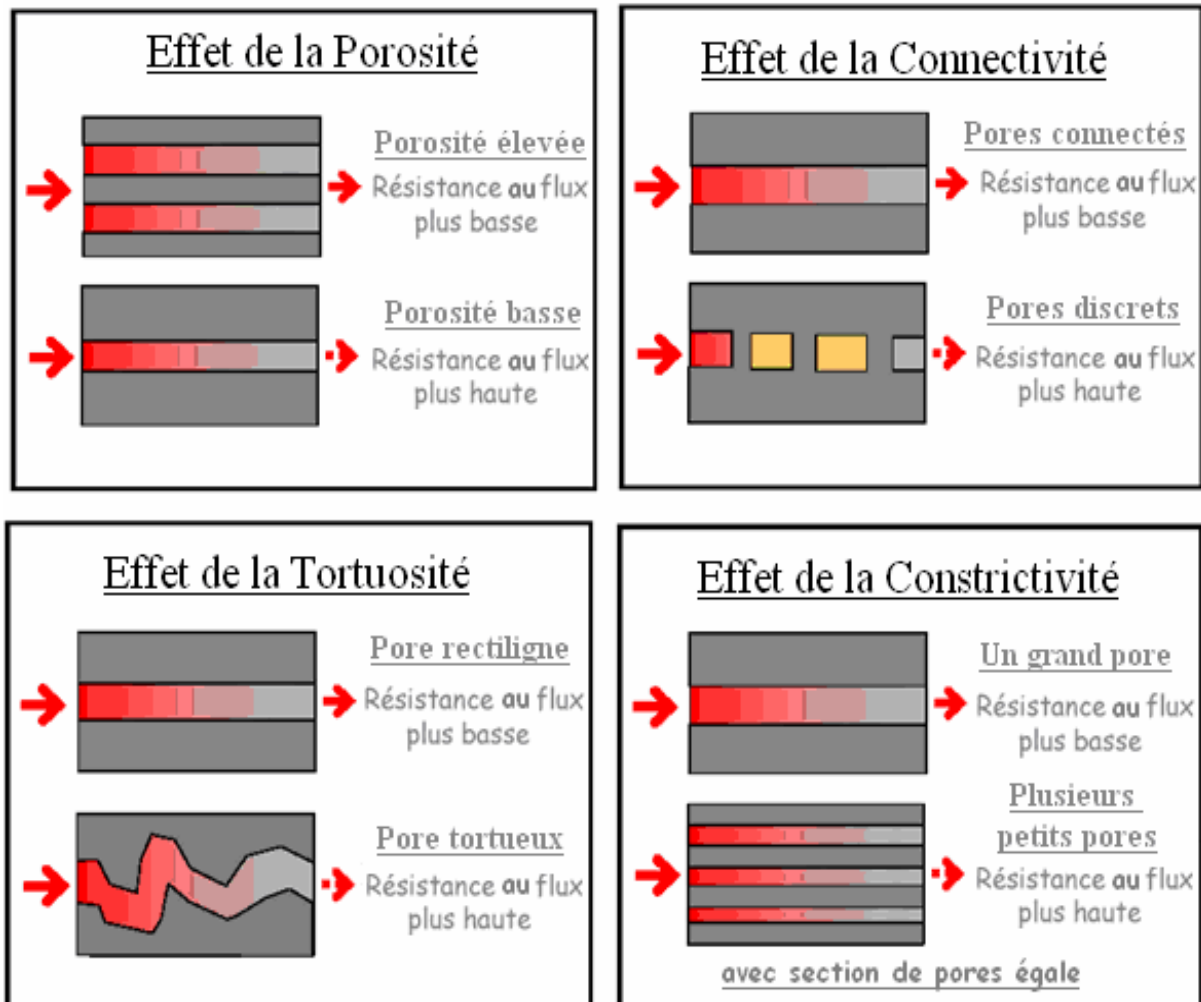 Effet de la Porosité
Porosité élevée
Résistance au flux
plus basse
Porosité basse
Résistance au flux
plus haute
Effet de la Connectivité
Pores connectés
Résistance au flux
plus basse
Pores discrets
Résistance au flux
plus haute
Effet de la Tortuosité
Pore rectiligne
Résistance au flux
plus basse
Pore tortueux
Résistance au flux
plus haute
Effet de la Constrictivité
Un grand pore
Résistance au flux
plus basse
Plusieurs
petits pores
Résistance au flux
plus haute
avec section de pores égale